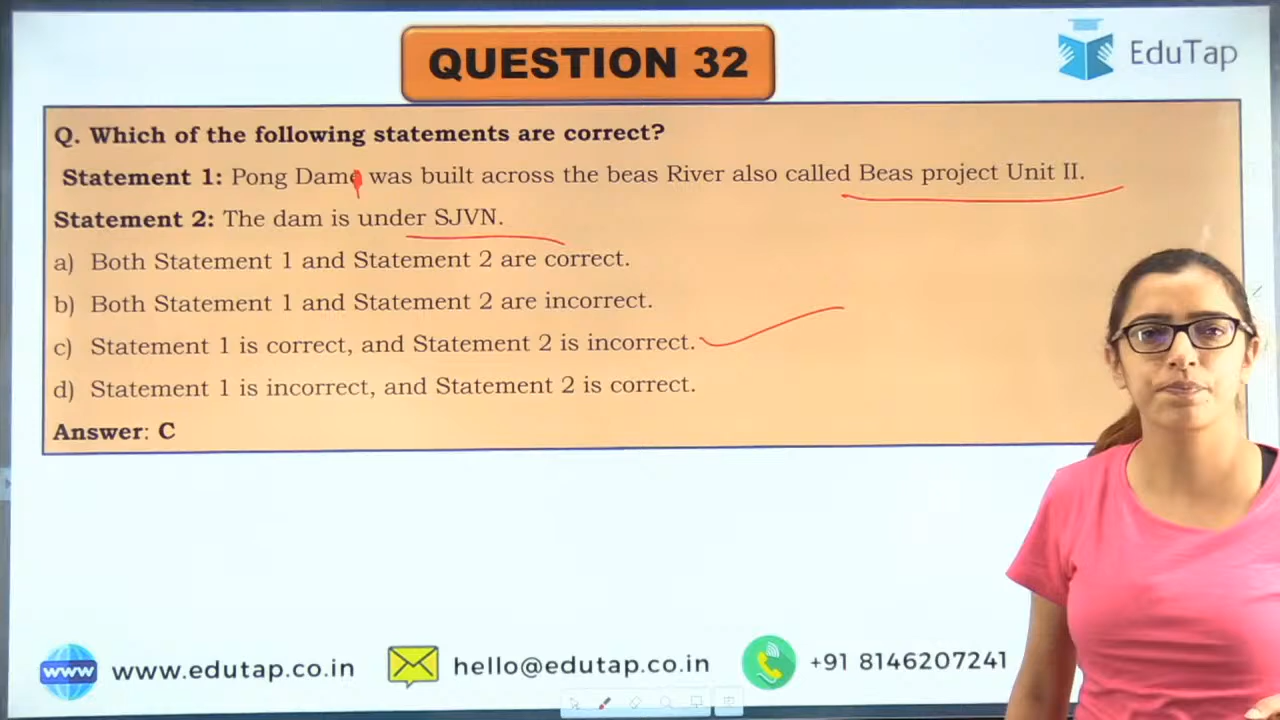 QUESTION 32
EduTap
Q. Which of the following statements are correct?
Statement 1: Pong Dame was built across the beas River also called Beas project Unit II.
Statement 2: The dam is under SJVN.
a) Both Statement 1 and Statement 2 are correct.
b) Both Statement 1 and Statement 2 are incorrect.
c) Statement 1 is correct, and Statement 2 is incorrect.
d) Statement 1 is incorrect, and Statement 2 is correct.
Answer: C
www www.edutap.co.in hello@edutap.co.in +91 8146207241